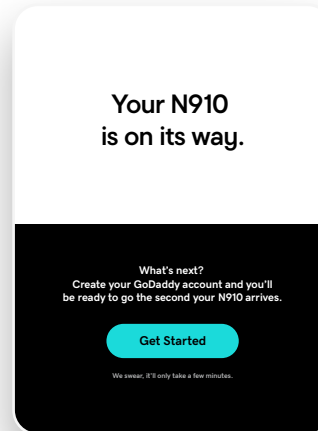 Your N910
is on its way.
What's next?
Create your GoDaddy account and you'll
be ready to go the second your N910 arrives.
Get Started
We swear, it'll only take a few minutes.